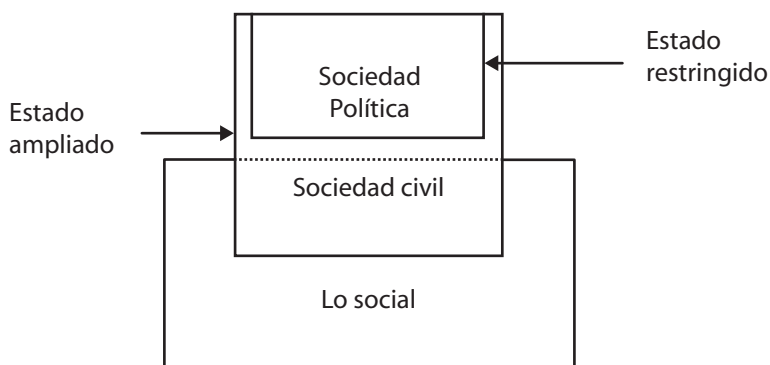 Estado
restringido
Sociedad
Política
Estado
ampliado
Sociedad civil
Lo social